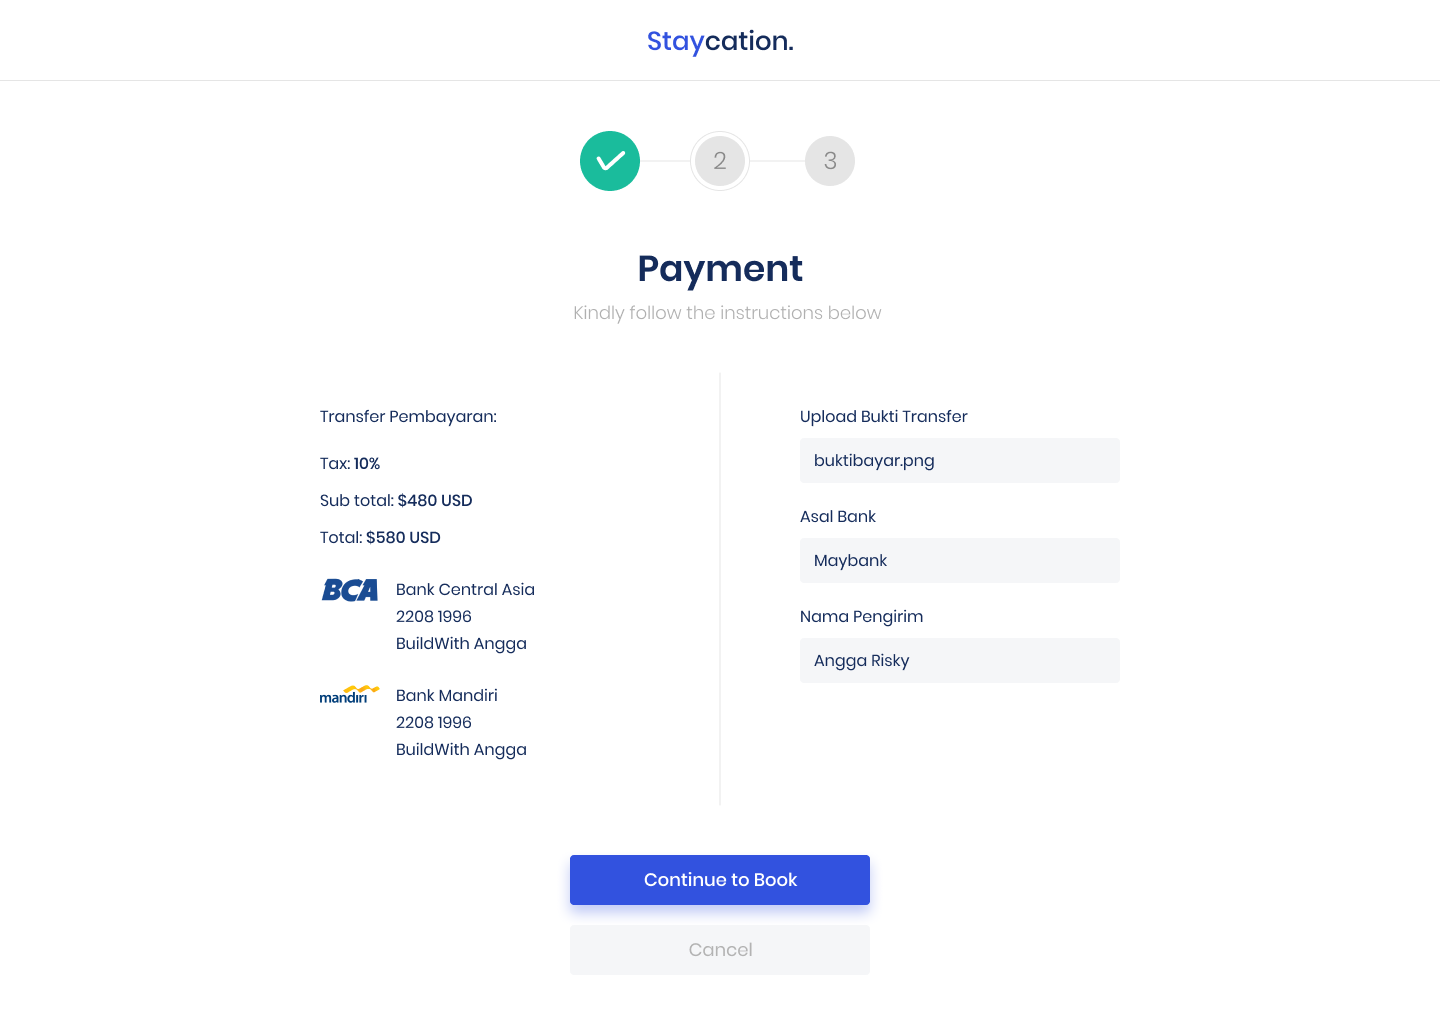 Staycation.
2
3
Payment
Kindly follow the instructions below
Transfer Pembayaran:
Tax: 10%
Sub total: $480 USD
Total: $580 USD
BCA
Bank Central Asia
2208 1996
BuildWith Angga
mandırı
Bank Mandiri
2208 1996
BuildWith Angga
Upload Bukti Transfer
buktibayar.png
Asal Bank
Maybank
Nama Pengirim
Angga Risky
Continue to Book
Cancel